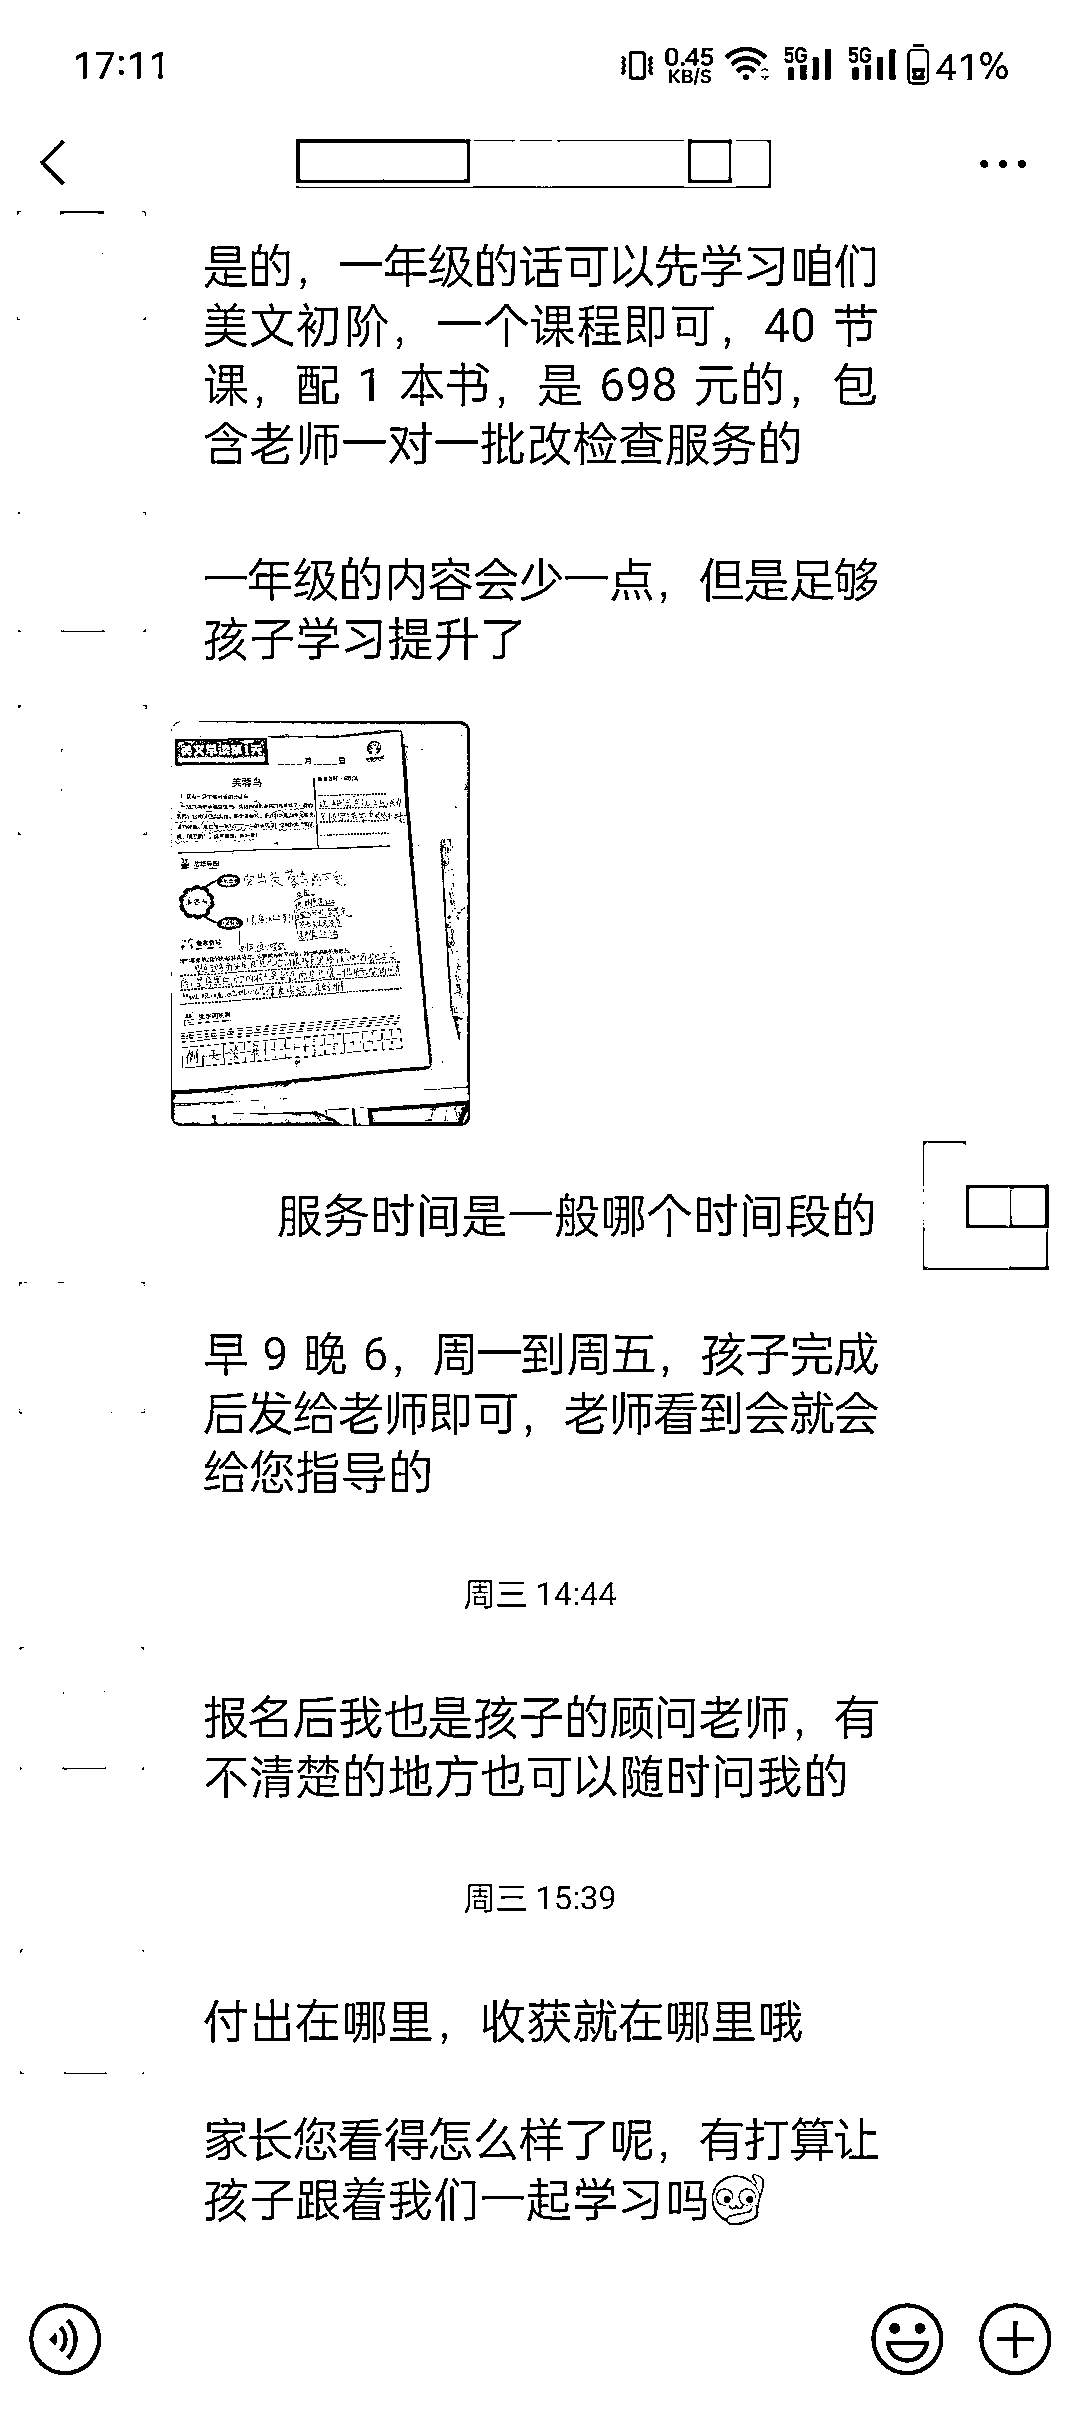 17:11
0.45
KB/S
5G
5G
41%
是的，一年级的话可以先学习咱们
美文初阶，一个课程即可，40 节
课，配 1 本书，是 698 元的，包
含老师一对一批改检查服务的
一年级的内容会少一点，但是足够
孩子学习提升了
芙蓉鸟
服务时间是一般哪个时间段的
早 9 晚 6，周一到周五，孩子完成
后发给老师即可，老师看到会就会
给您指导的
周三 14:44
报名后我也是孩子的顾问老师，有
不清楚的地方也可以随时问我的
周三 15:39
付出在哪里，收获就在哪里哦
家长您看得怎么样了呢，有打算让
孩子跟着我们一起学习吗